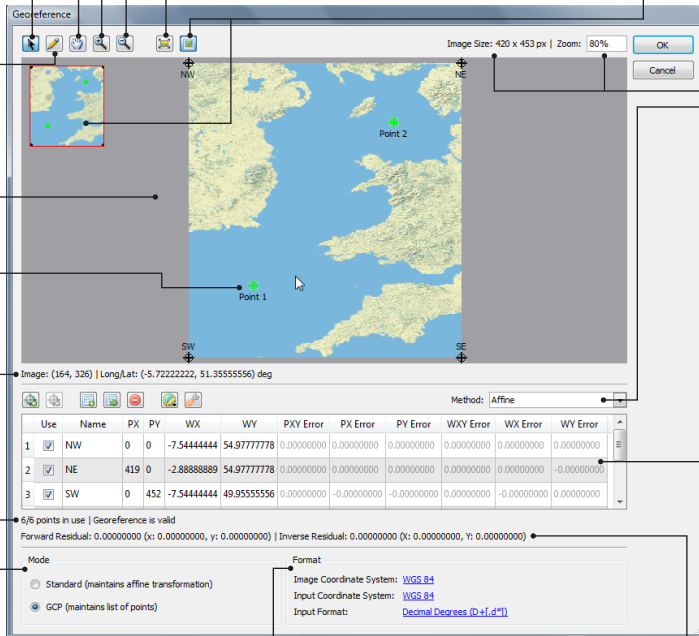 Georeference
Image Size: 420 x 453 px | Zoom: 80%
OK
Cancel
NW
NE
Point 2
Point 1
SW
SE
Image: (164, 326) | Long/Lat: (-5.72222222, 51.35555556) deg
Method: Affine
Use Name PX PY WX WY PXY Error PX Error PY Error WXY Error WX Error WY Error
1 NW 0 0 -7.54444444 54.97777778 0.00000000 0.00000000 0.00000000 0.00000000 0.00000000 0.00000000
2 NE 419 0 -2.88888889 54.97777778 0.00000000 0.00000000 0.00000000 0.00000000 0.00000000 -0.00000000
3 SW 0 452 -7.54444444 49.95555556 0.00000000 -0.00000000 -0.00000000 0.00000000 -0.00000000 0.00000000
6/6 points in use | Georeference is valid
Forward Residual: 0.00000000 (x: 0.00000000, y: 0.00000000) | Inverse Residual: 0.00000000 (X: 0.00000000, Y: 0.00000000)
Mode
Standard (maintains affine transformation)
GCP (maintains list of points)
Format
Image Coordinate System: WGS 84
Input Coordinate System: WGS 84
Input Format: Decimal Degrees (D+[.d*])